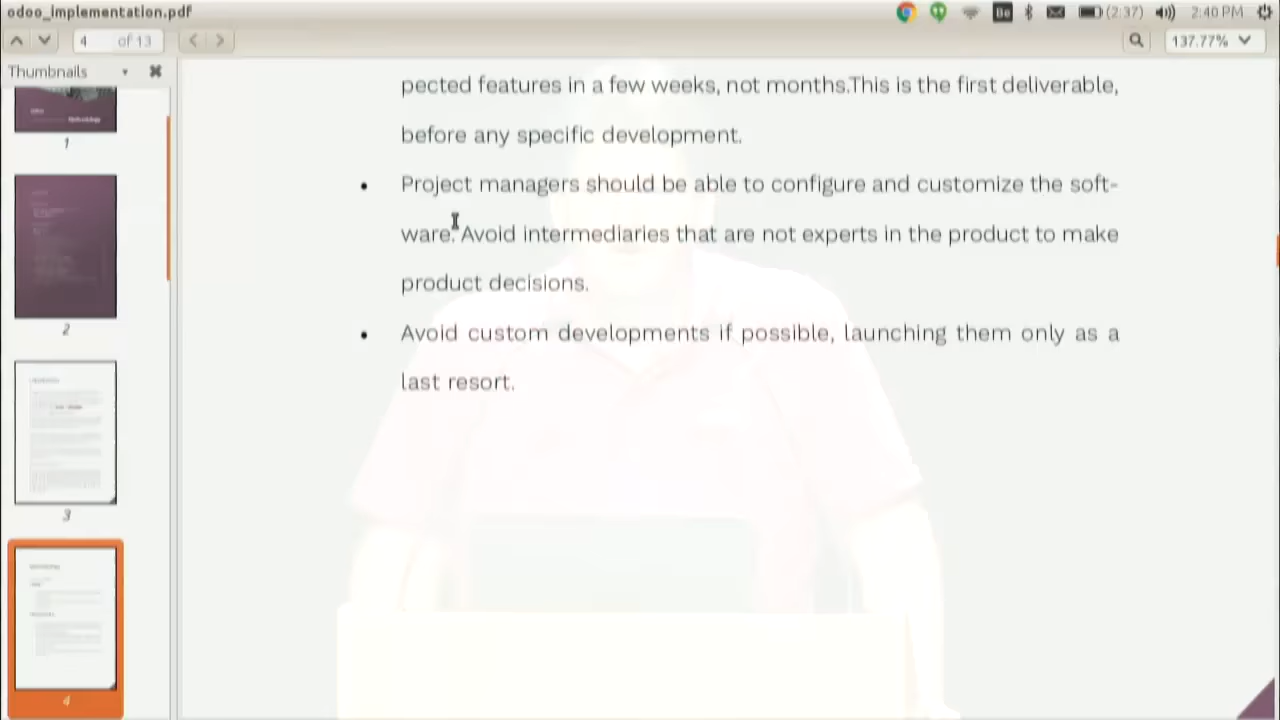 odoo_implementation.pdf
Be
(2:37)
2:40 PM
4
of 13
137.77%
Thumbnails
1
2
3
4
pected features in a few weeks, not months.This is the first deliverable,
before any specific development.
• Project managers should be able to configure and customize the soft-
ware. Avoid intermediaries that are not experts in the product to make
product decisions.
• Avoid custom developments if possible, launching them only as a
last resort.